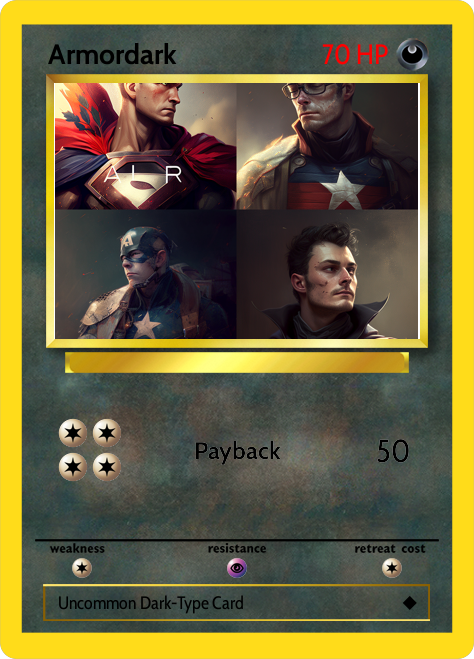 Armordark 70 HP
A L R
A
Payback 50
weakness resistance retreat cost
Uncommon Dark-Type Card